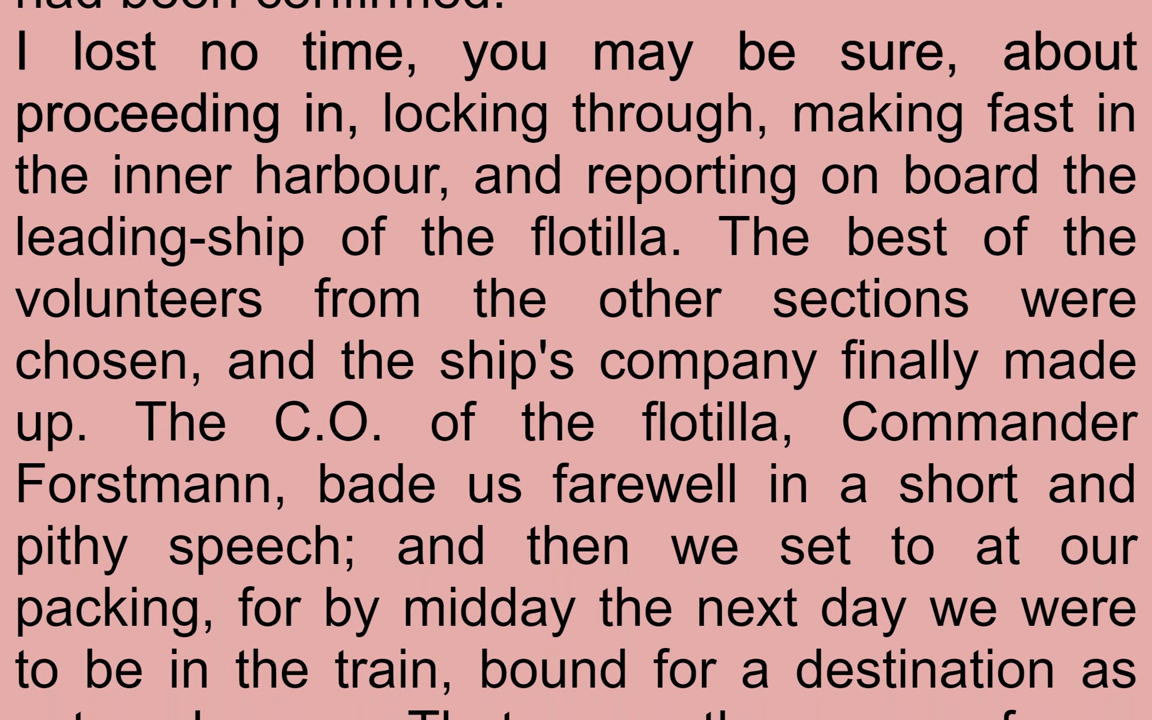 had been confirmed.
I lost no time, you may be sure, about
proceeding in, locking through, making fast in
the inner harbour, and reporting on board the
leading-ship of the flotilla. The best of the
volunteers from the other sections were
chosen, and the ship's company finally made
up. The C.O. of the flotilla, Commander
Forstmann, bade us farewell in a short and
pithy speech; and then we set to at our
packing, for by midday the next day we were
to be in the train, bound for a destination as